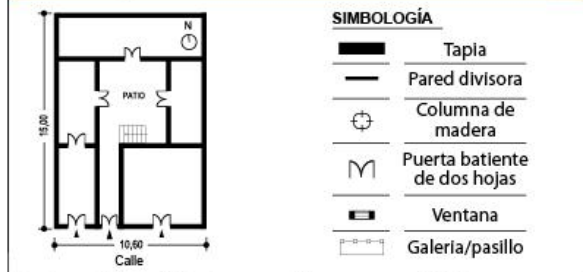 N
PATIO
15,00
10,60
Calle
SIMBOLOGÍA
Tapia
Pared divisora
Columna de
madera
Puerta batiente
de dos hojas
Ventana
Galeria/pasillo